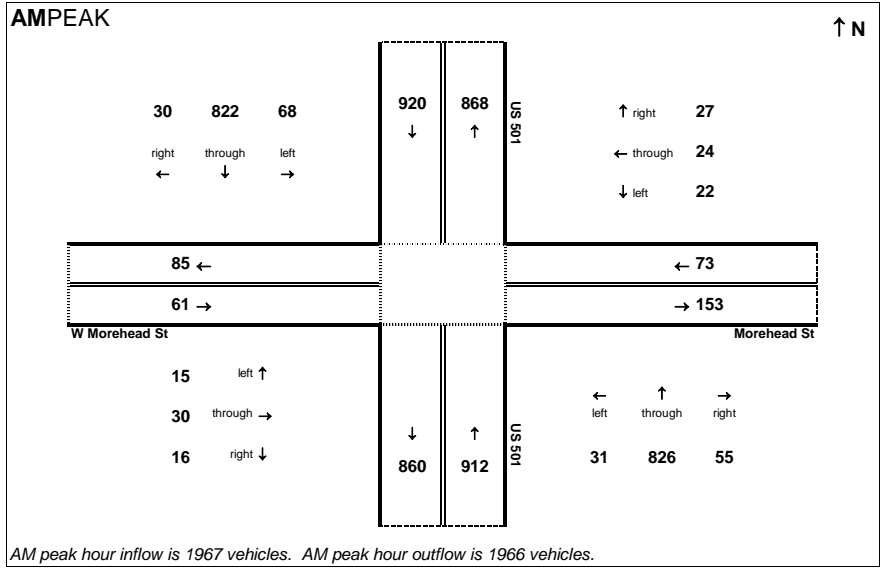 AMPEAK
↑ N
30 822 68
right through left
← ↓ →
920 868
↓ ↑
US 501
↑ right 27
← through 24
↓ left 22
85 ←
← 73
61 →
→ 153
W Morehead St
Morehead St
15 left ↑
30 through →
16 right ↓
↓ ↑
860 912
US 501
← ↑ →
left through right
31 826 55
AM peak hour inflow is 1967 vehicles. AM peak hour outflow is 1966 vehicles.